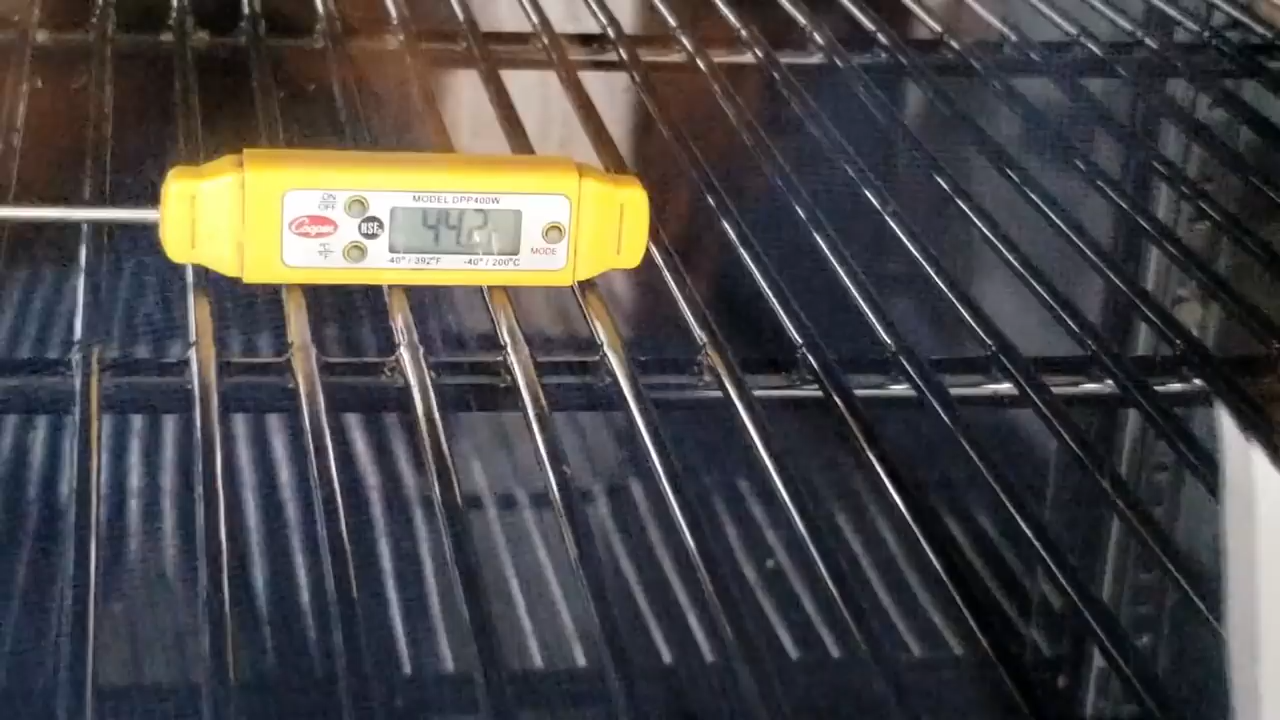 ON
OFF
MODEL DPP400W
Cooper
NSF
44.2
°C
°F
MODE
-40°/392°F -40°/200°C